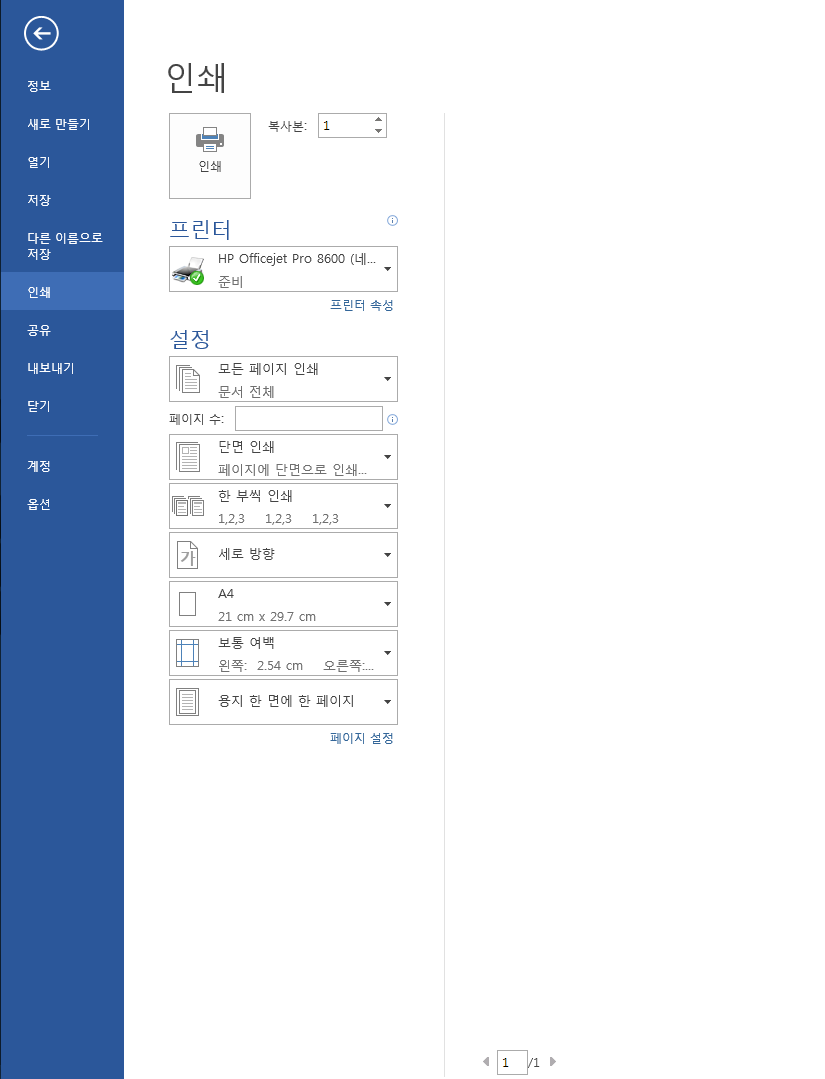 정보
새로 만들기
열기
저장
다른 이름으로
저장
인쇄
공유
내보내기
닫기
계정
옵션
인쇄
인쇄
복사본: 1
프린터
HP Officejet Pro 8600 (네...
준비
프린터 속성
설정
모든 페이지 인쇄
문서 전체
페이지 수:
단면 인쇄
페이지에 단면으로 인쇄...
한 부씩 인쇄
1,2,3 1,2,3 1,2,3
가
세로 방향
A4
21 cm x 29.7 cm
보통 여백
왼쪽: 2.54 cm 오른쪽:...
용지 한 면에 한 페이지
페이지 설정
1 /1